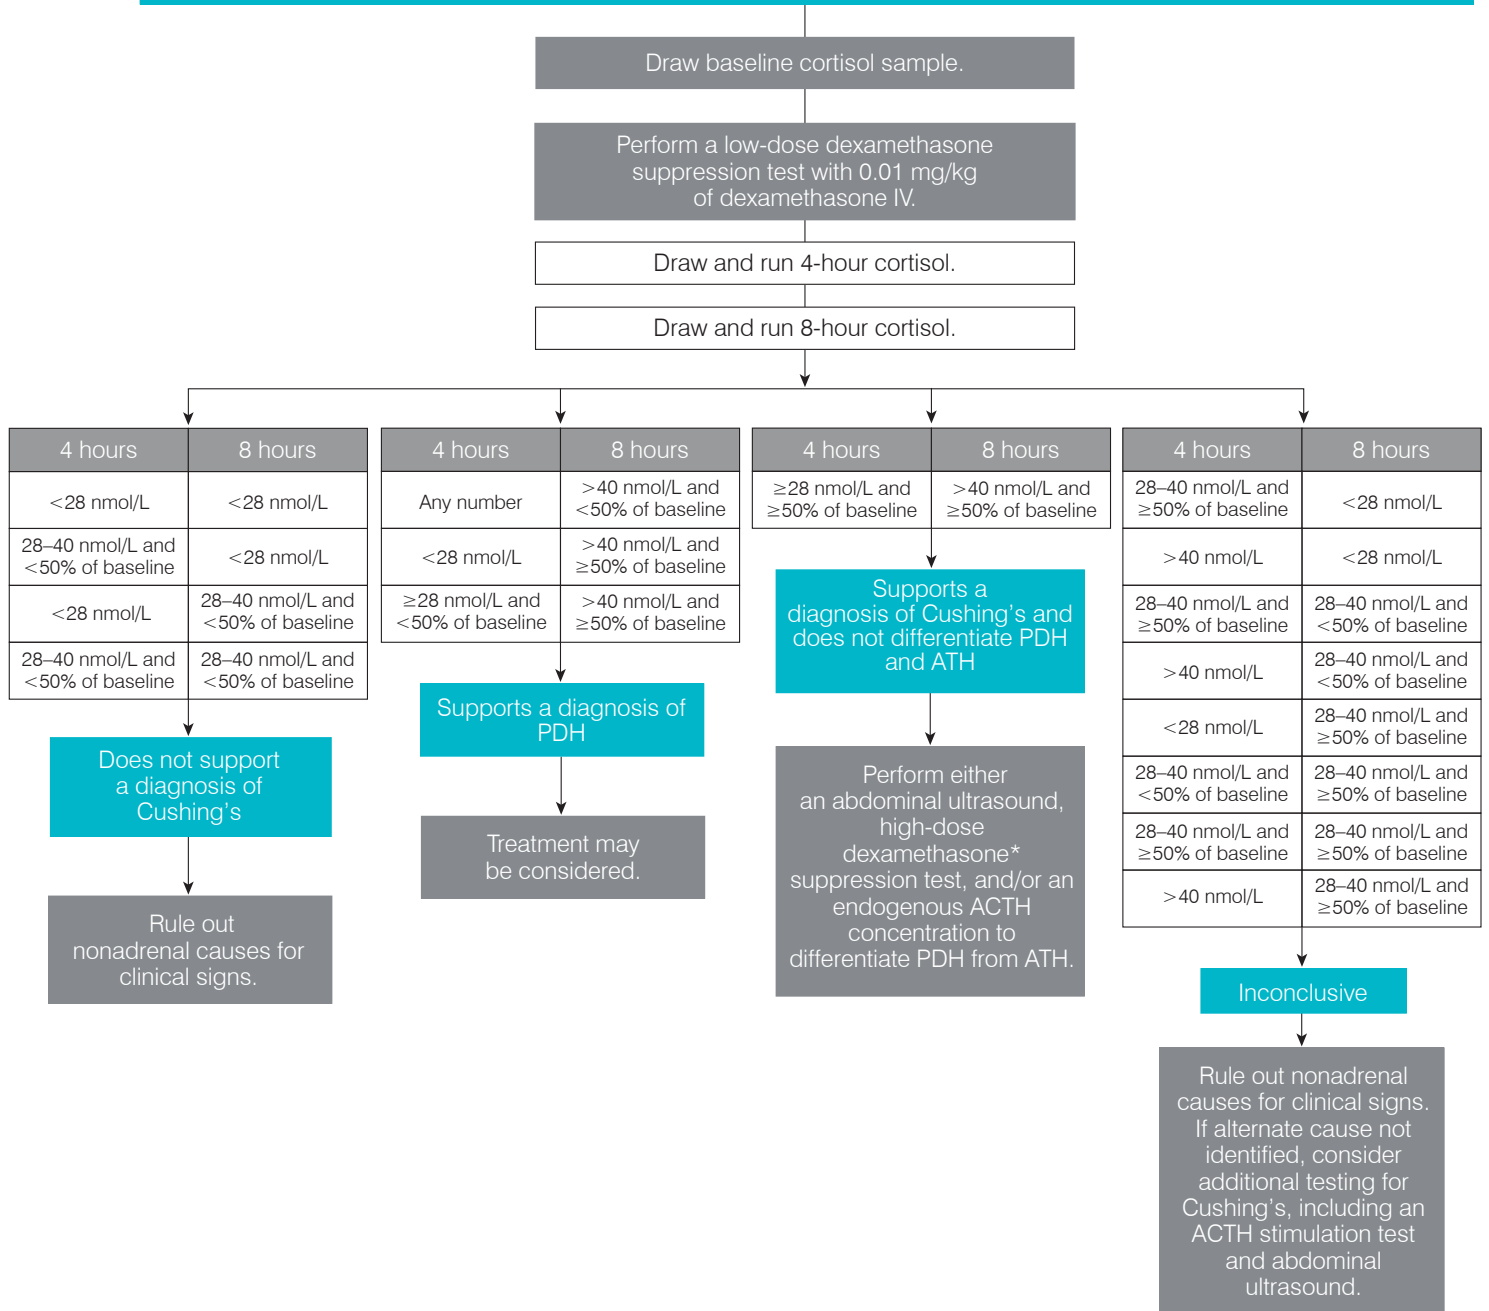 Draw baseline cortisol sample.
Perform a low-dose dexamethasone
suppression test with 0.01 mg/kg
of dexamethasone IV.
Draw and run 4-hour cortisol.
Draw and run 8-hour cortisol.
4 hours
8 hours
<28 nmol/L
<28 nmol/L
28–40 nmol/L and
<50% of baseline
<28 nmol/L
<28 nmol/L
28–40 nmol/L and
<50% of baseline
28–40 nmol/L and
<50% of baseline
28–40 nmol/L and
<50% of baseline
Does not support
a diagnosis of
Cushing's
Rule out
nonadrenal causes for
clinical signs.
4 hours
8 hours
Any number
>40 nmol/L and
<50% of baseline
<28 nmol/L
>40 nmol/L and
≥50% of baseline
≥28 nmol/L and
<50% of baseline
>40 nmol/L and
≥50% of baseline
Supports a diagnosis of
PDH
Treatment may
be considered.
4 hours
8 hours
≥28 nmol/L and
≥50% of baseline
>40 nmol/L and
≥50% of baseline
Supports a
diagnosis of Cushing's and
does not differentiate PDH
and ATH
Perform either
an abdominal ultrasound,
high-dose
dexamethasone*
suppression test, and/or an
endogenous ACTH
concentration to
differentiate PDH from ATH.
4 hours
8 hours
28–40 nmol/L and
≥50% of baseline
<28 nmol/L
>40 nmol/L
<28 nmol/L
28–40 nmol/L and
≥50% of baseline
28–40 nmol/L and
<50% of baseline
>40 nmol/L
28–40 nmol/L and
<50% of baseline
<28 nmol/L
28–40 nmol/L and
≥50% of baseline
28–40 nmol/L and
<50% of baseline
28–40 nmol/L and
≥50% of baseline
28–40 nmol/L and
≥50% of baseline
28–40 nmol/L and
≥50% of baseline
>40 nmol/L
28–40 nmol/L and
≥50% of baseline
Inconclusive
Rule out nonadrenal
causes for clinical signs.
If alternate cause not
identified, consider
additional testing for
Cushing's, including an
ACTH stimulation test
and abdominal
ultrasound.